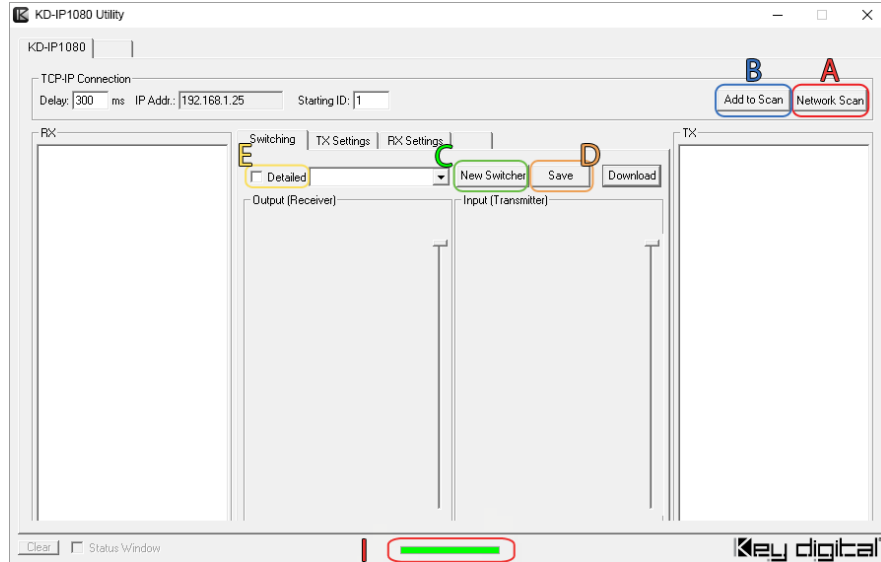 KD-IP1080 Utility
KD-IP1080
TCP-IP Connection
B A
Delay: 300 ms IP Addr.: 192.168.1.25 Starting ID: 1 Add to Scan Network Scan
RX Switching TX Settings RX Settings TX
E C D
Detailed New Switcher Save Download
Output (Receiver) Input (Transmitter)
Clear Status Window I Key digital